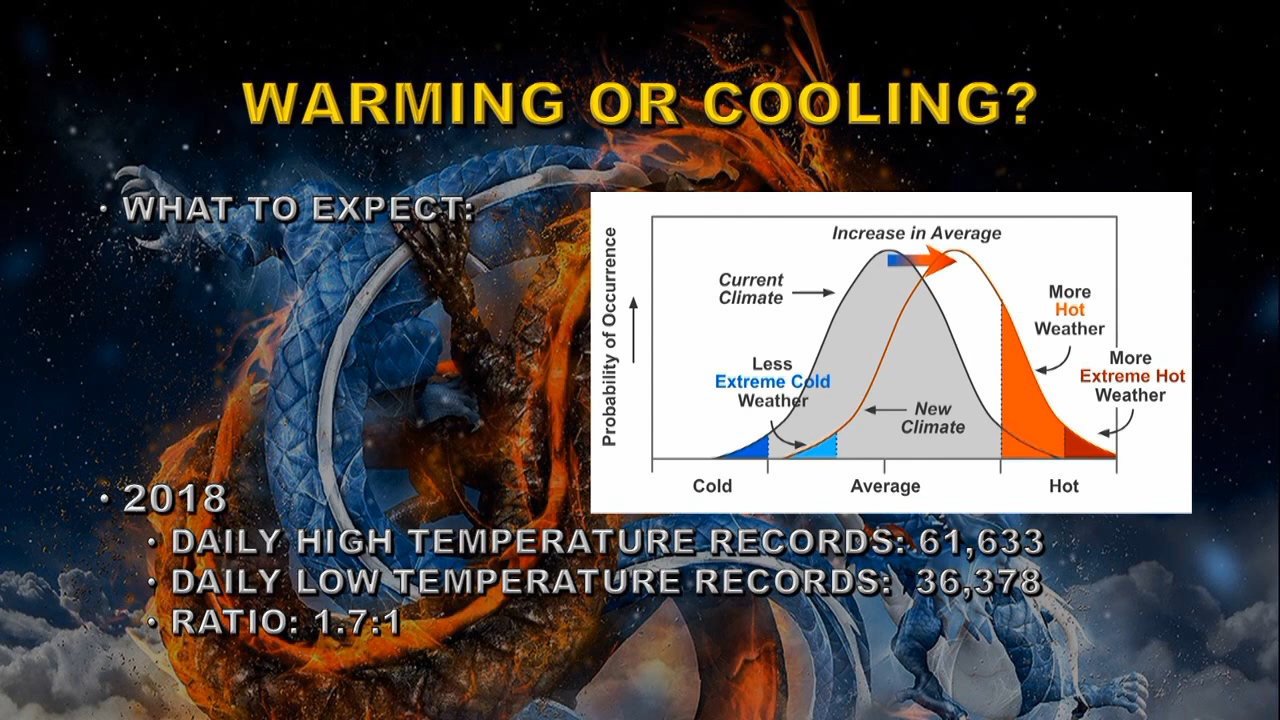 WARMING OR COOLING?
• WHAT TO EXPECT:
Increase in Average
Current
Climate
Probability of Occurrence
More
Hot
Weather
More
Extreme Hot
Weather
Less
Extreme Cold
Weather
New
Climate
Cold
Average
Hot
• 2018
• DAILY HIGH TEMPERATURE RECORDS: 61,633
• DAILY LOW TEMPERATURE RECORDS: 36,378
• RATIO: 1.7:1